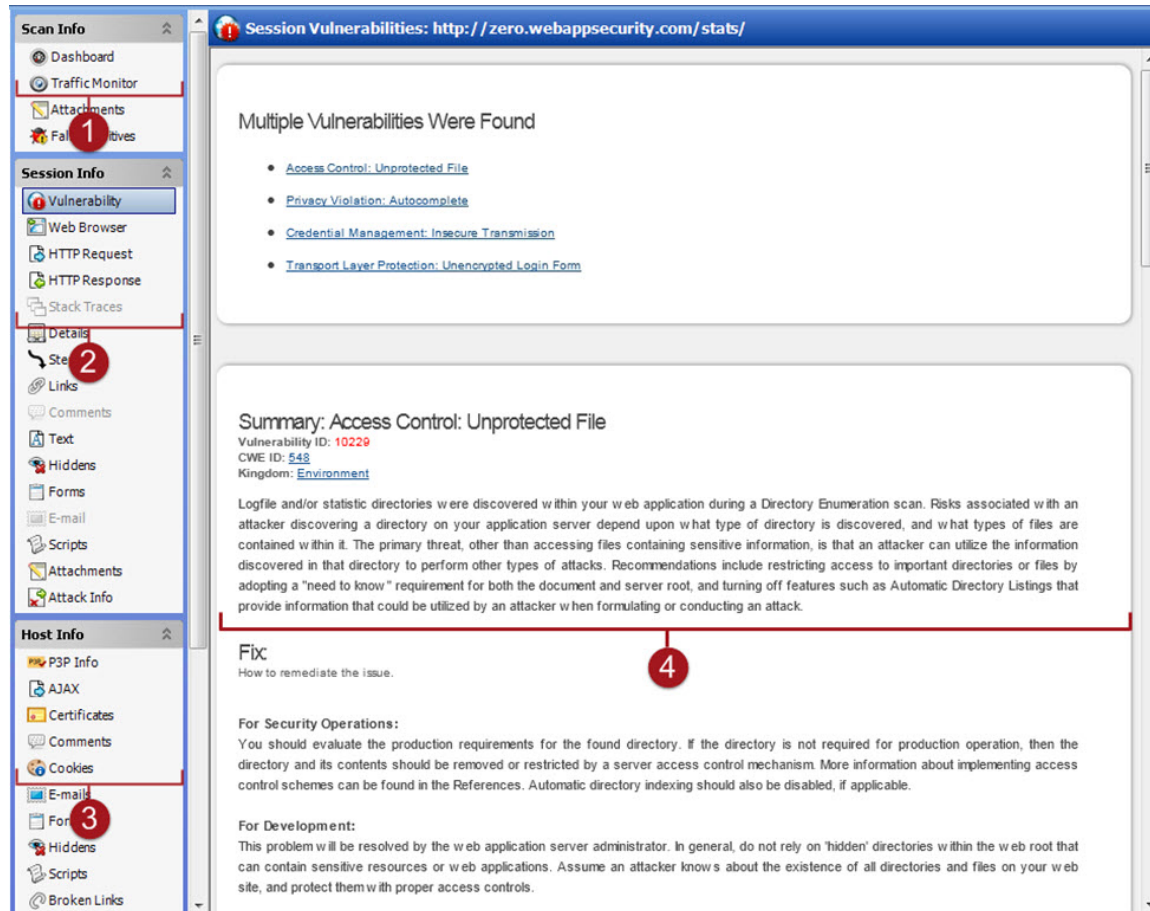 Scan Info
Dashboard
Traffic Monitor
Attachments
1
Session Info
Vulnerability
Web Browser
HTTP Request
HTTP Response
Stack Traces
Details
2
Links
Comments
Text
Hiddens
Forms
E-mail
Scripts
Attachments
Attack Info
Host Info
P3P Info
AJAX
Certificates
Comments
Cookies
E-mails
3
Hiddens
Scripts
Broken Links
Session Vulnerabilities: http://zero.webappsecurity.com/stats/
Multiple Vulnerabilities Were Found
Access Control: Unprotected File
Privacy Violation: Autocomplete
Credential Management: Insecure Transmission
Transport Layer Protection: Unencrypted Login Form
Summary: Access Control: Unprotected File
Vulnerability ID: 10229
CWE ID: 548
Kingdom: Environment
Logfile and/or statistic directories were discovered within your web application during a Directory Enumeration scan. Risks associated with an
attacker discovering a directory on your application server depend upon what type of directory is discovered, and what types of files are
contained within it. The primary threat, other than accessing files containing sensitive information, is that an attacker can utilize the information
discovered in that directory to perform other types of attacks. Recommendations include restricting access to important directories or files by
adopting a "need to know" requirement for both the document and server root, and turning off features such as Automatic Directory Listings that
provide information that could be utilized by an attacker when formulating or conducting an attack.
4
Fix:
How to remediate the issue.
For Security Operations:
You should evaluate the production requirements for the found directory. If the directory is not required for production operation, then the
directory and its contents should be removed or restricted by a server access control mechanism. More information about implementing access
control schemes can be found in the References. Automatic directory indexing should also be disabled, if applicable.
For Development:
This problem will be resolved by the web application server administrator. In general, do not rely on 'hidden' directories within the web root that
can contain sensitive resources or web applications. Assume an attacker knows about the existence of all directories and files on your web
site, and protect them with proper access controls.